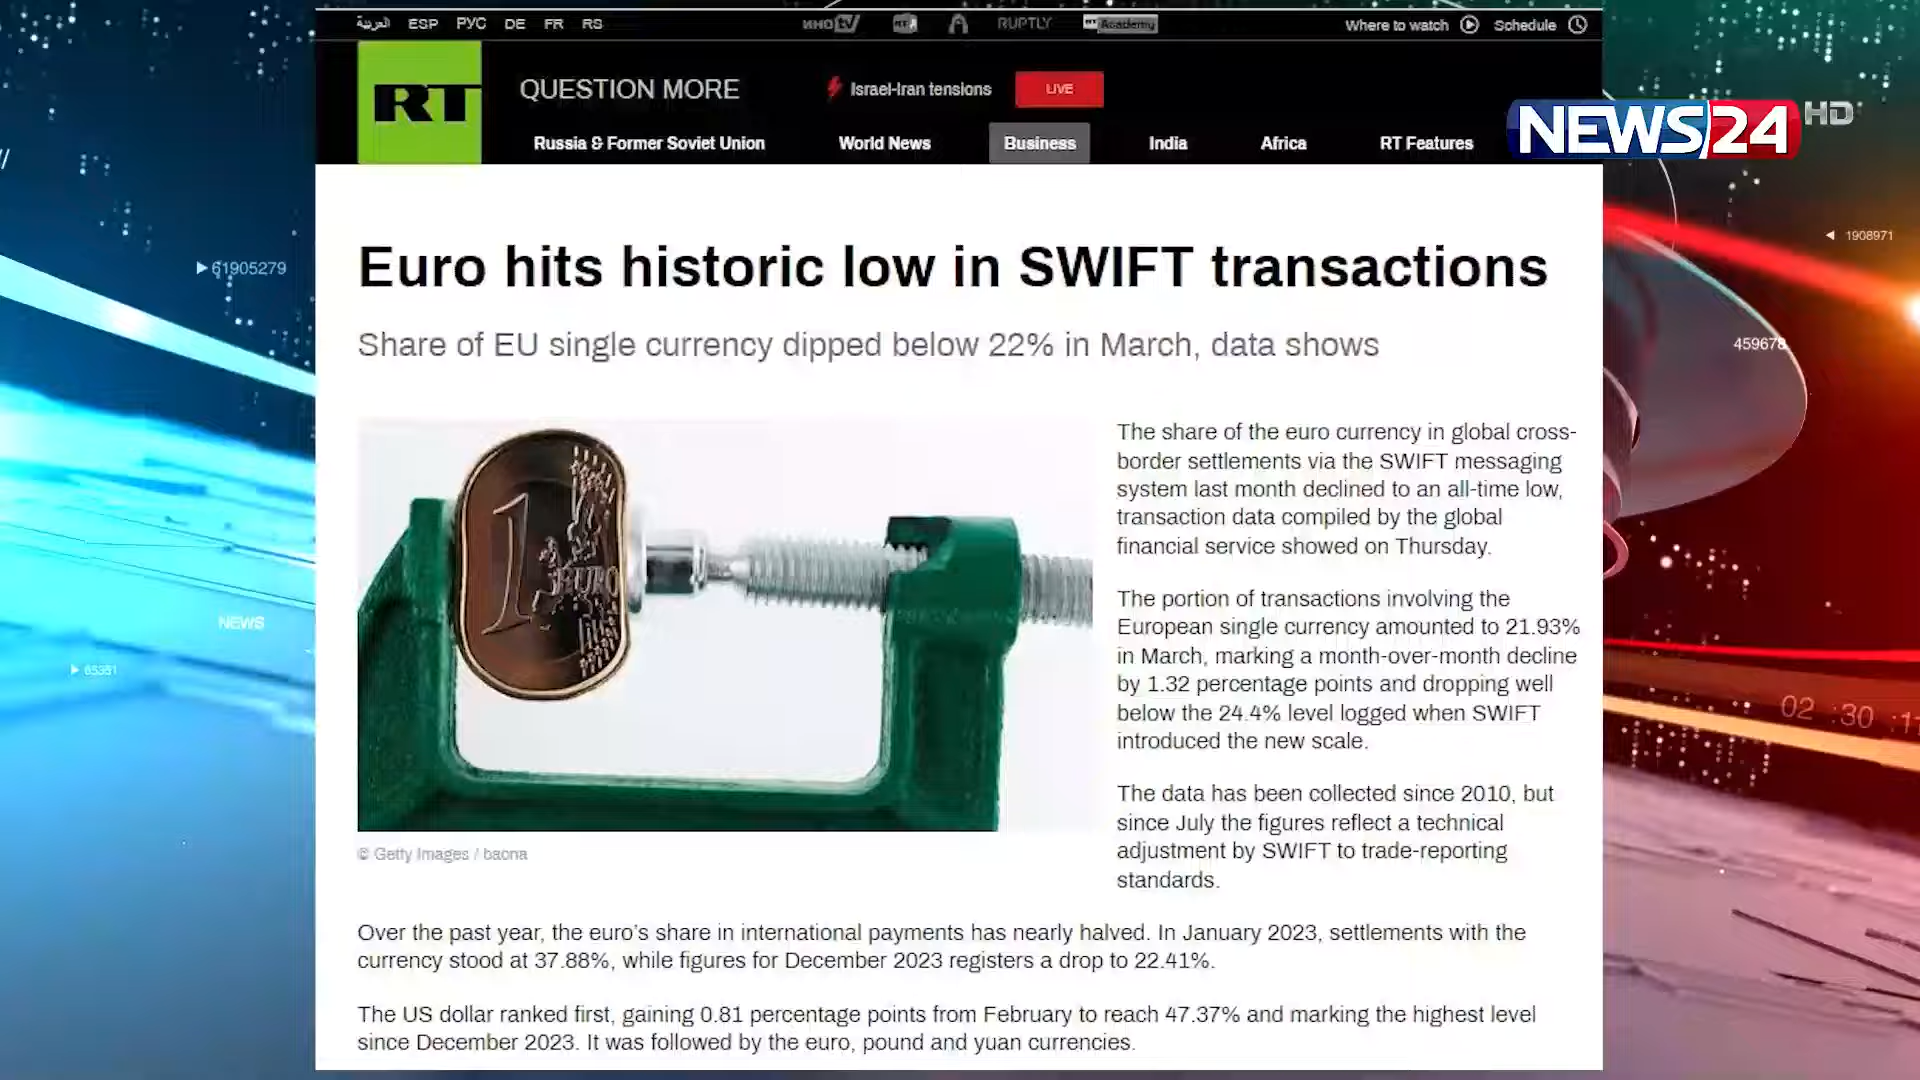 العربية ESP РУС DE FR RS ИНО tv RUPTLY Academy Where to watch Schedule
RT QUESTION MORE Israel-Iran tensions LIVE
Russia & Former Soviet Union World News Business India Africa RT Features
NEWS 24 HD
Euro hits historic low in SWIFT transactions
Share of EU single currency dipped below 22% in March, data shows
The share of the euro currency in global cross-
border settlements via the SWIFT messaging
system last month declined to an all-time low,
transaction data compiled by the global
financial service showed on Thursday.
The portion of transactions involving the
European single currency amounted to 21.93%
in March, marking a month-over-month decline
by 1.32 percentage points and dropping well
below the 24.4% level logged when SWIFT
introduced the new scale.
The data has been collected since 2010, but
since July the figures reflect a technical
adjustment by SWIFT to trade-reporting
standards.
1 EURO
© Getty Images / baona
Over the past year, the euro's share in international payments has nearly halved. In January 2023, settlements with the
currency stood at 37.88%, while figures for December 2023 registers a drop to 22.41%.
The US dollar ranked first, gaining 0.81 percentage points from February to reach 47.37% and marking the highest level
since December 2023. It was followed by the euro, pound and yuan currencies.
61905279
NEWS
65351
1908971
459678
02 :30 :1